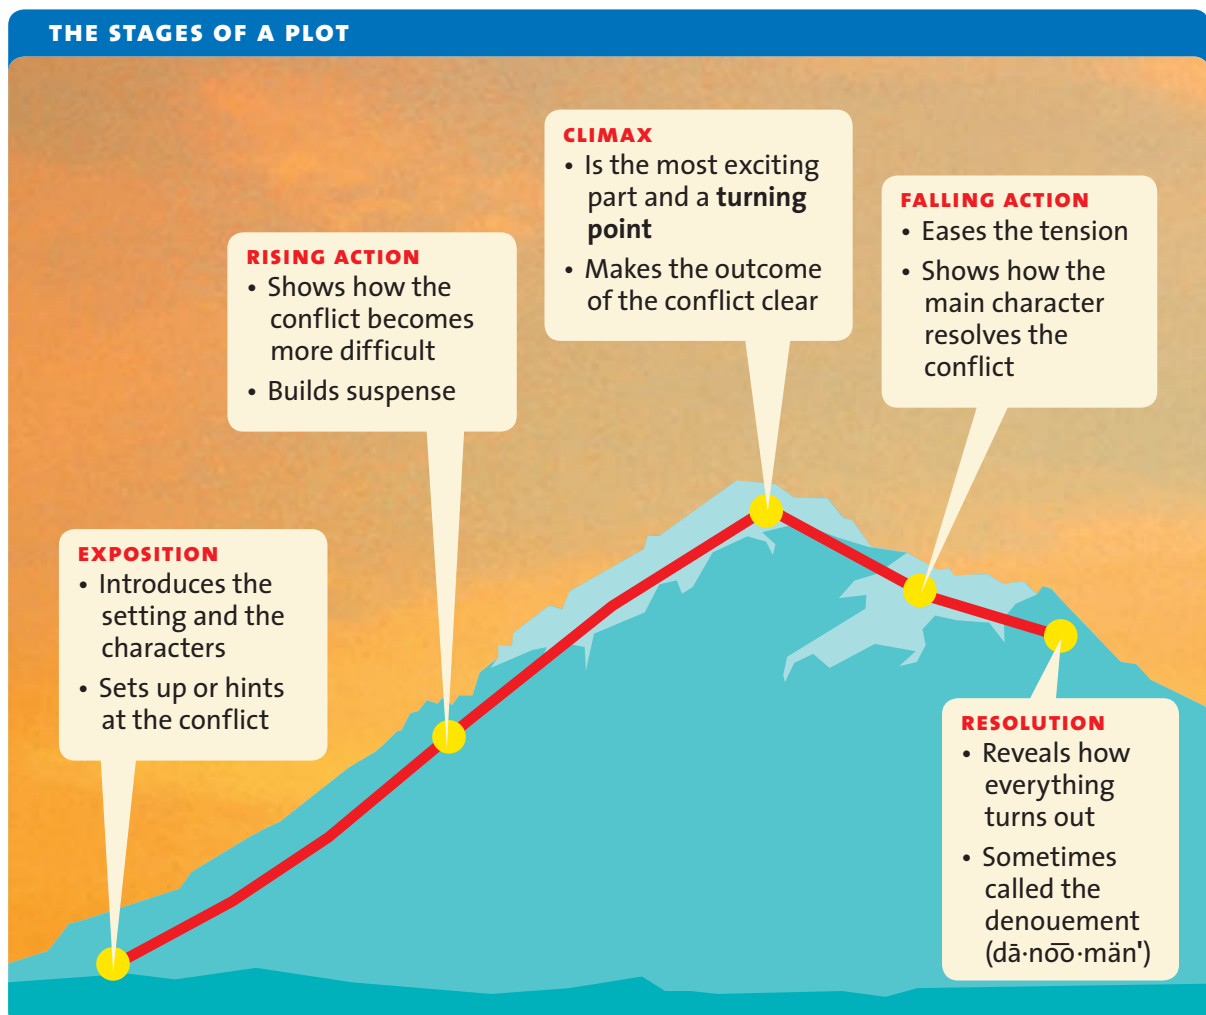 THE STAGES OF A PLOT
EXPOSITION
• Introduces the
setting and the
characters
• Sets up or hints
at the conflict
RISING ACTION
• Shows how the
conflict becomes
more difficult
• Builds suspense
CLIMAX
• Is the most exciting
part and a turning
point
• Makes the outcome
of the conflict clear
FALLING ACTION
• Eases the tension
• Shows how the
main character
resolves the
conflict
RESOLUTION
• Reveals how
everything
turns out
• Sometimes
called the
denouement
(dā·no͞o·män')